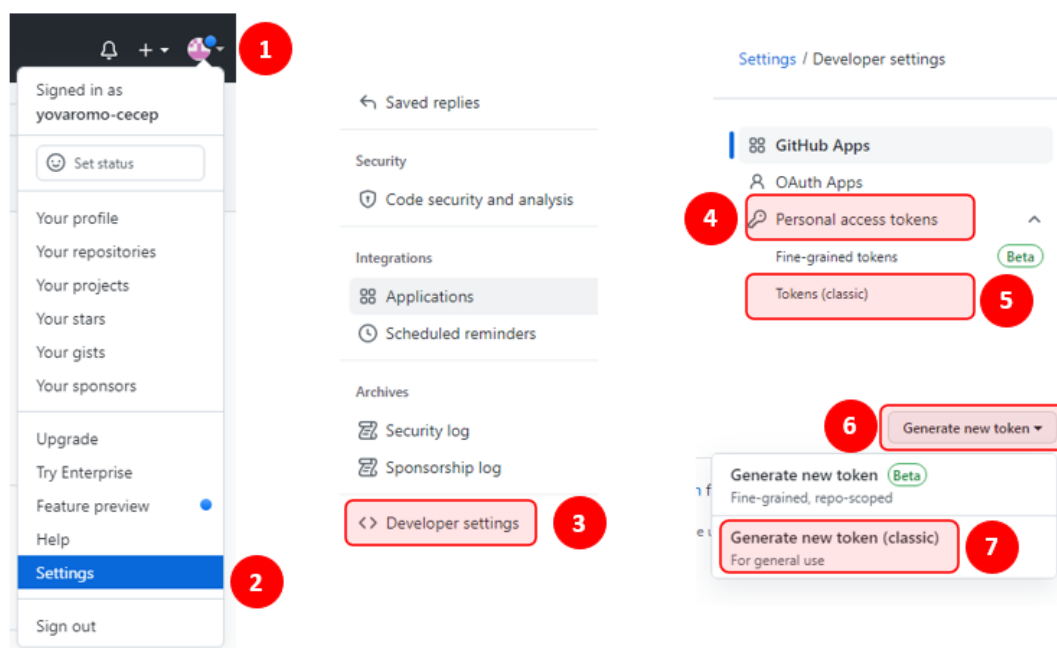 1
Signed in as
yovaromo-cecep
Set status
Your profile
Your repositories
Your projects
Your stars
Your gists
Your sponsors
Upgrade
Try Enterprise
Feature preview
Help
Settings
2
Sign out
Saved replies
Security
Code security and analysis
Integrations
Applications
Scheduled reminders
Archives
Security log
Sponsorship log
Developer settings
3
Settings / Developer settings
GitHub Apps
OAuth Apps
4
Personal access tokens
Fine-grained tokens
Beta
Tokens (classic)
5
6
Generate new token
Generate new token Beta
Fine-grained, repo-scoped
Generate new token (classic)
For general use
7